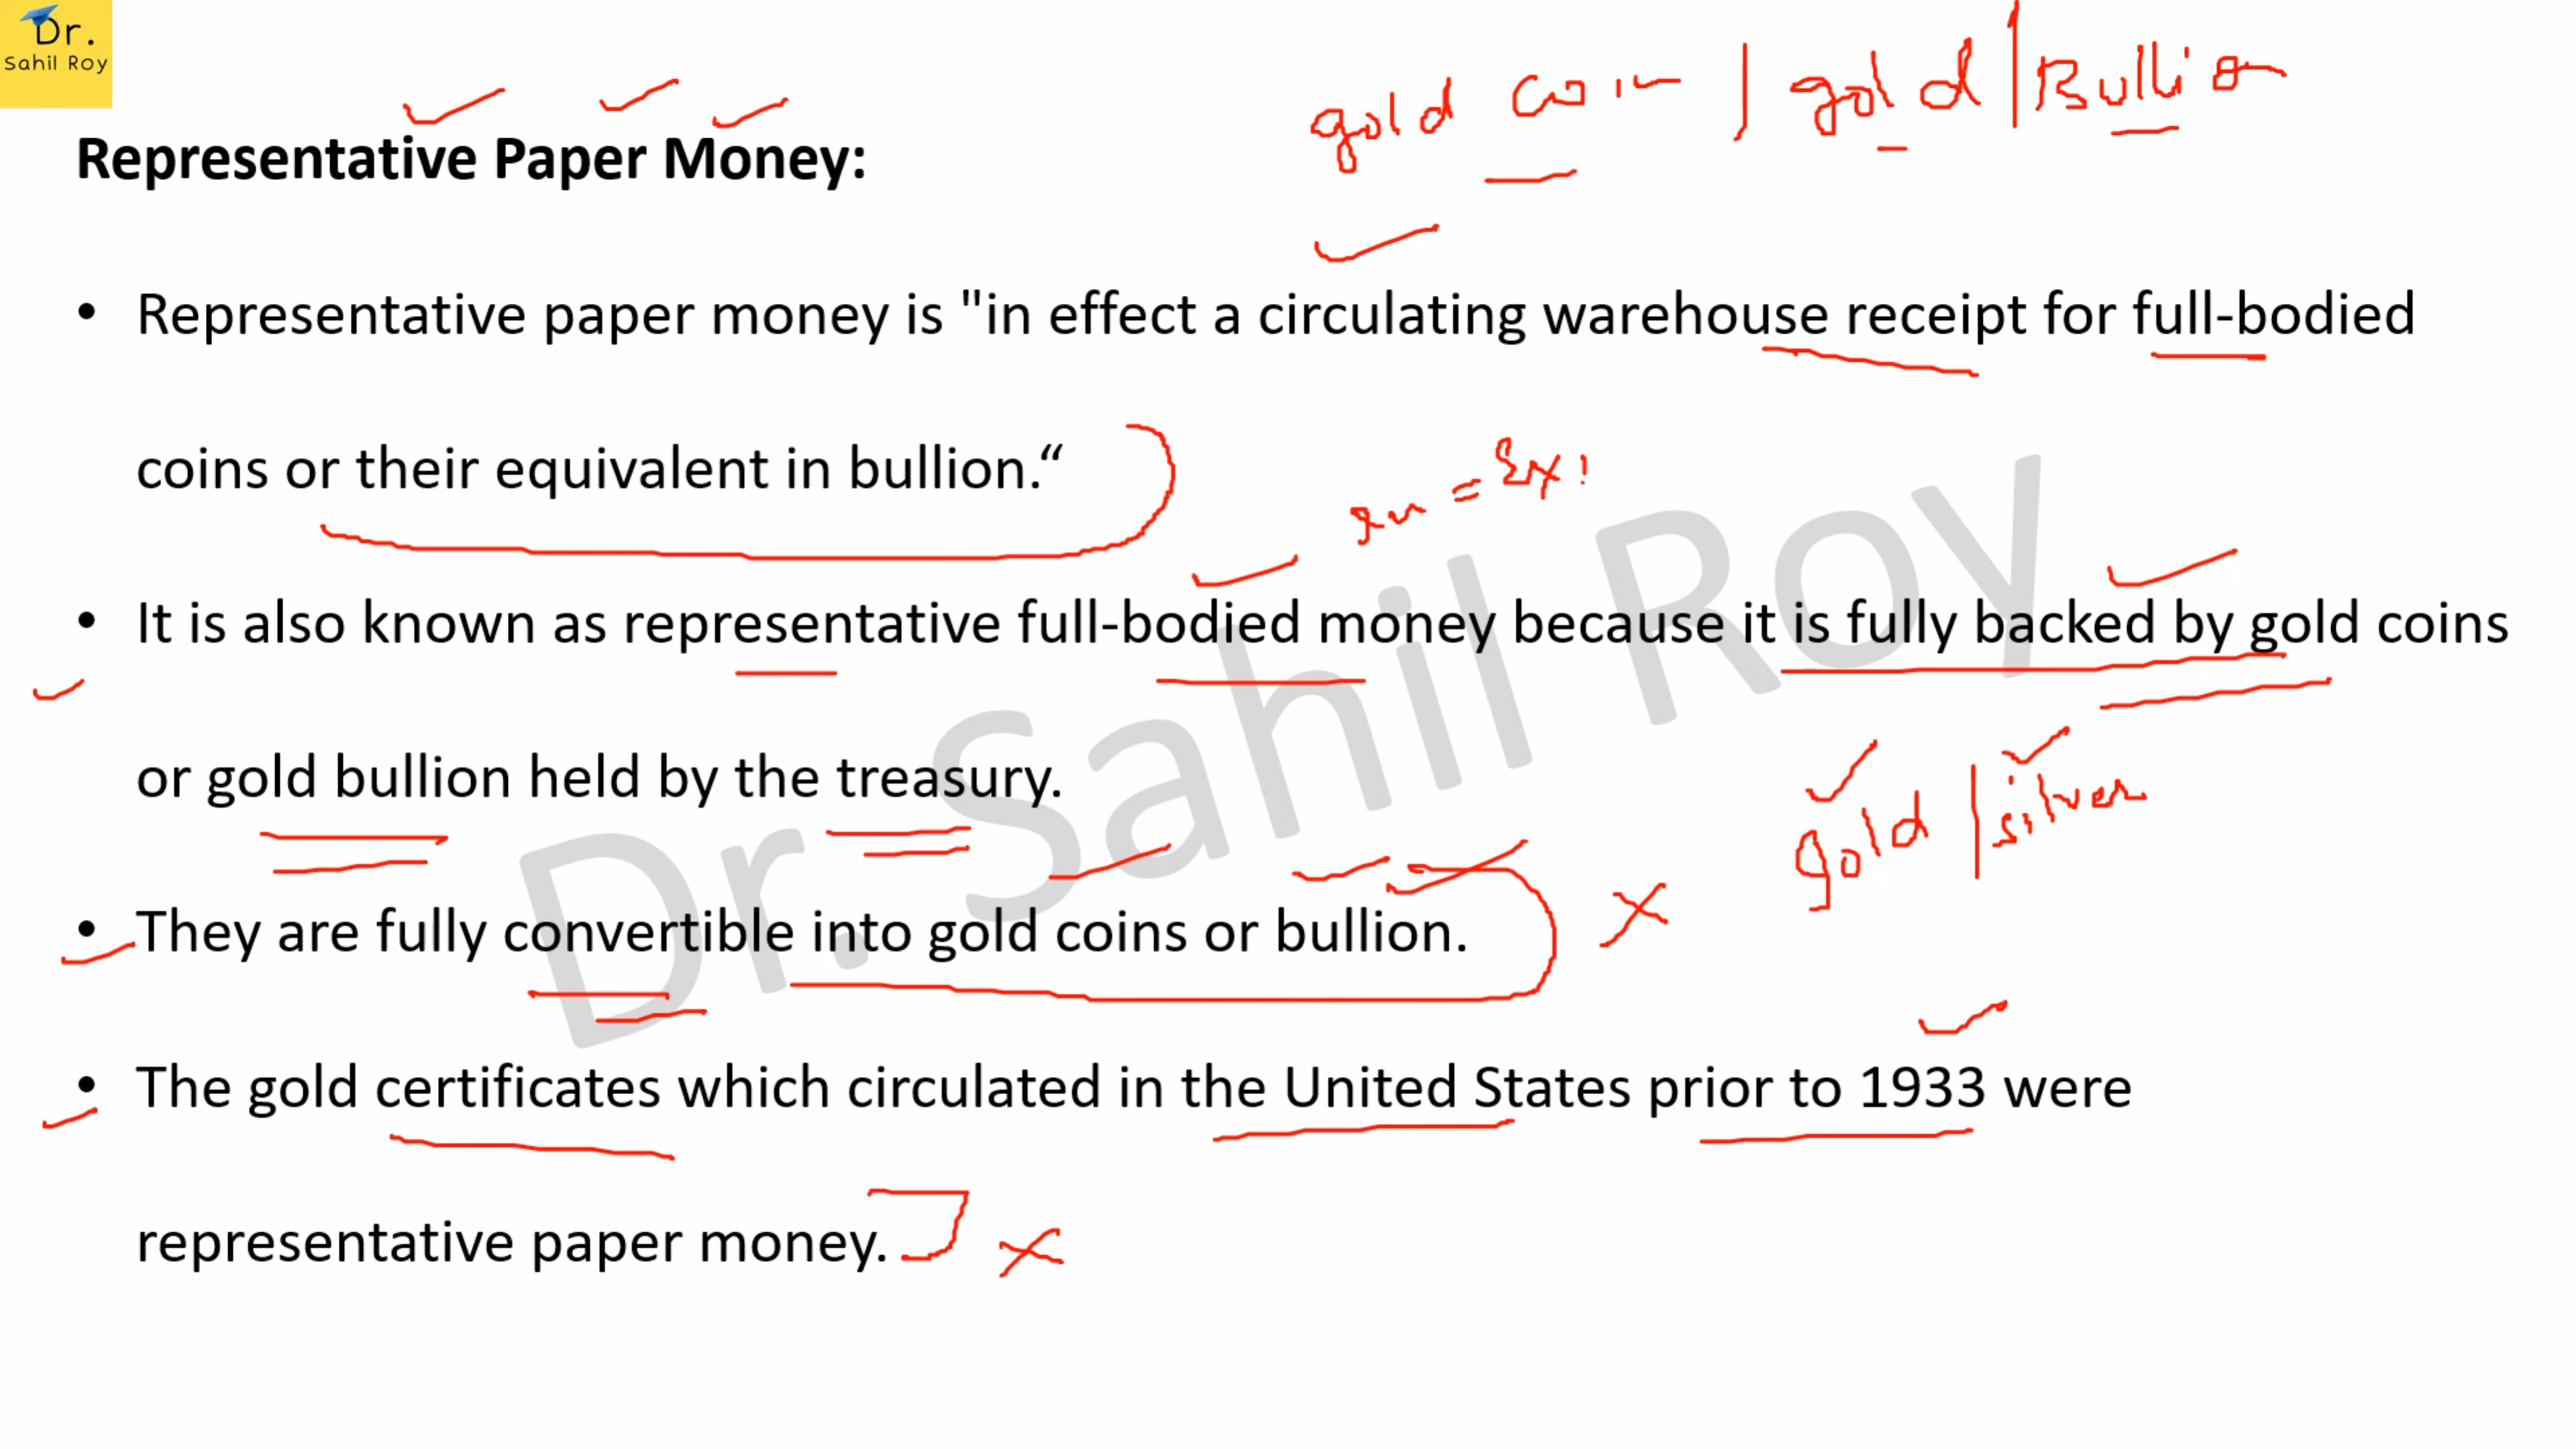 Dr.
Sahil Roy
gold coin | gold | Bullion
Representative Paper Money:
• Representative paper money is "in effect a circulating warehouse receipt for full-bodied
coins or their equivalent in bullion.“
• It is also known as representative full-bodied money because it is fully backed by gold coins
or gold bullion held by the treasury.
gold | silver
• They are fully convertible into gold coins or bullion.
• The gold certificates which circulated in the United States prior to 1933 were
representative paper money.
Dr. Sahil Roy